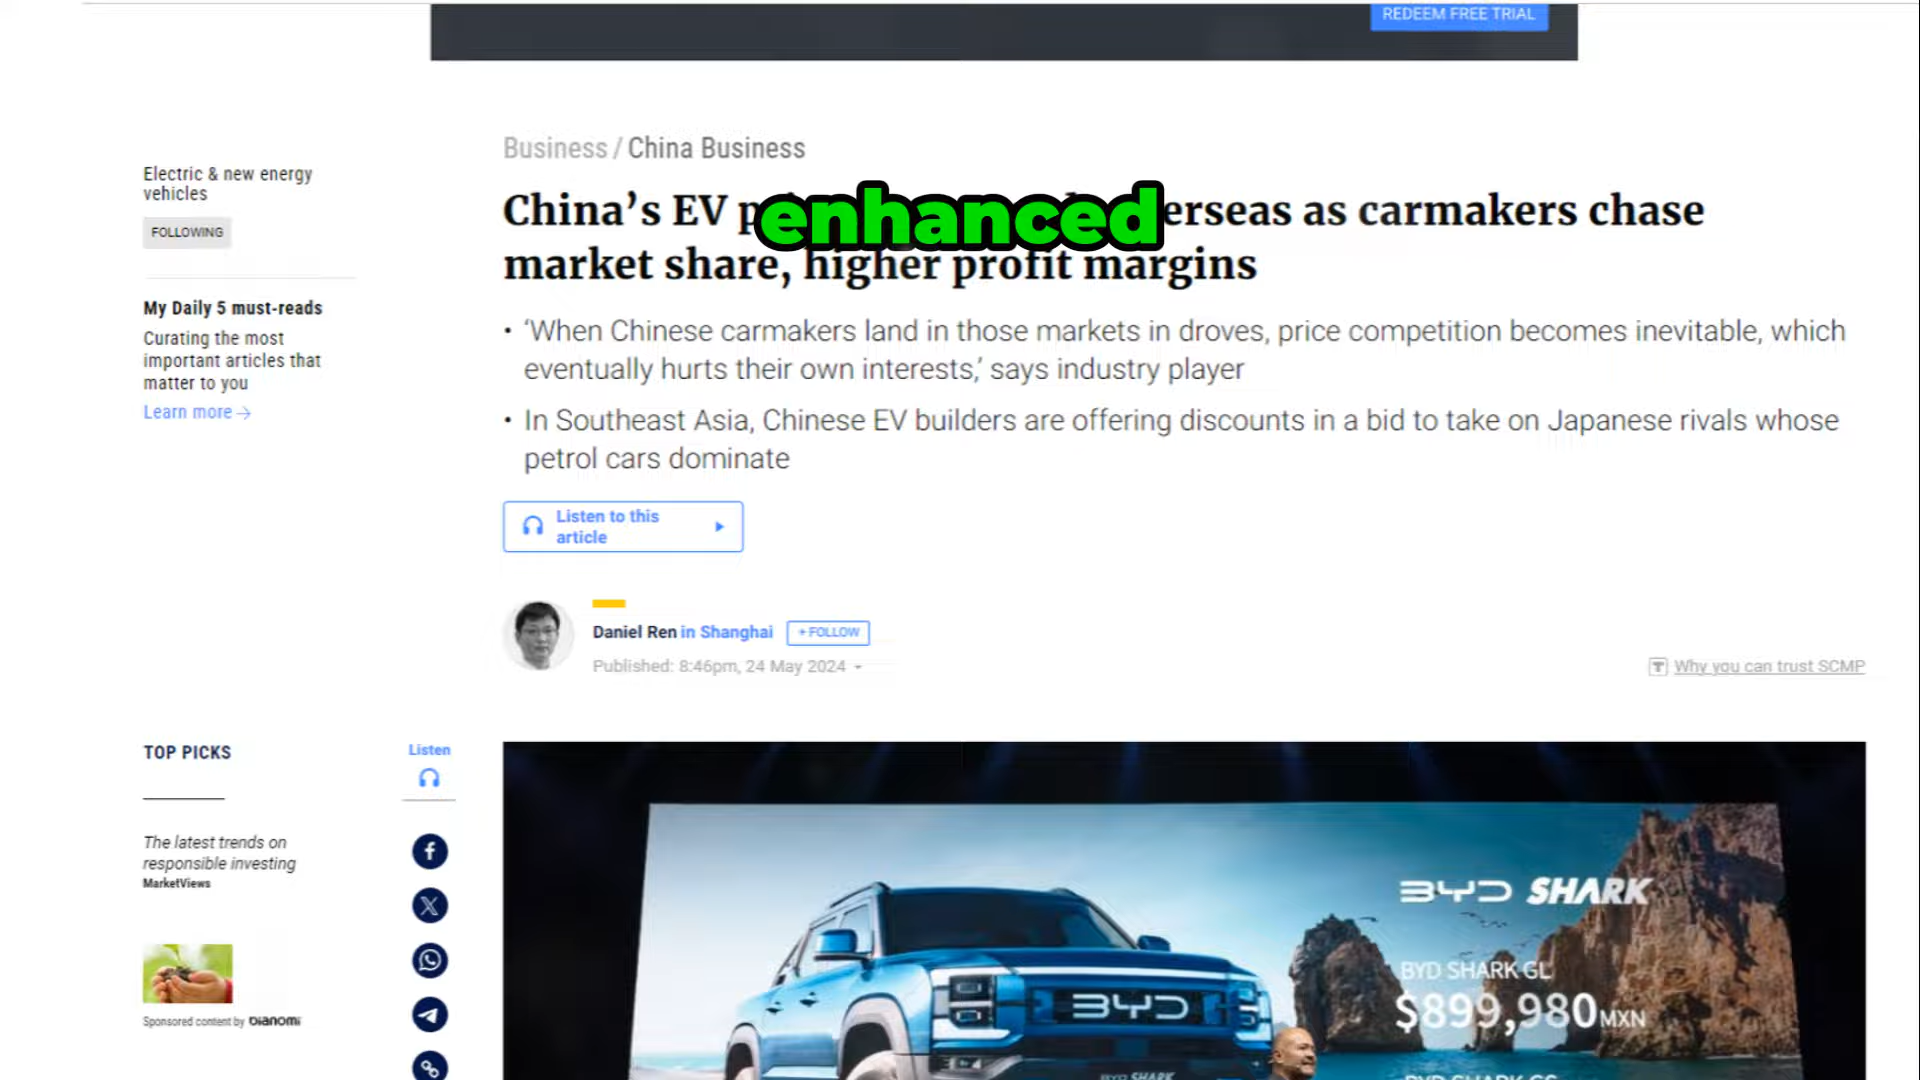 REDEEM FREE TRIAL
Business / China Business
Electric & new energy
vehicles
FOLLOWING
China's EV enhanced erseas as carmakers chase
market share, higher profit margins
My Daily 5 must-reads
Curating the most
important articles that
matter to you
Learn more →
• 'When Chinese carmakers land in those markets in droves, price competition becomes inevitable, which
eventually hurts their own interests,' says industry player
• In Southeast Asia, Chinese EV builders are offering discounts in a bid to take on Japanese rivals whose
petrol cars dominate
Listen to this
article
Daniel Ren in Shanghai + FOLLOW
Published: 8:46pm, 24 May 2024
Why you can trust SCMP
TOP PICKS
Listen
The latest trends on
responsible investing
MarketViews
Sponsored content by bianomi
BYD SHARK
BYD SHARK GL
$899,980MXN
BYD
BYD SHARK
BYD SHARK GS